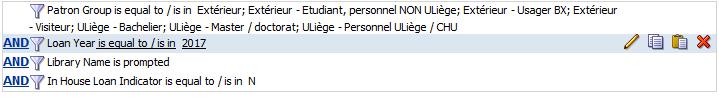 Patron Group is equal to / is in Extérieur; Extérieur - Etudiant, personnel NON ULiège; Extérieur - Usager BX; Extérieur
- Visiteur; ULiège - Bachelier; ULiège - Master / doctorat; ULiège - Personnel ULiège / CHU
AND Loan Year is equal to / is in 2017
AND Library Name is prompted
AND In House Loan Indicator is equal to / is in N